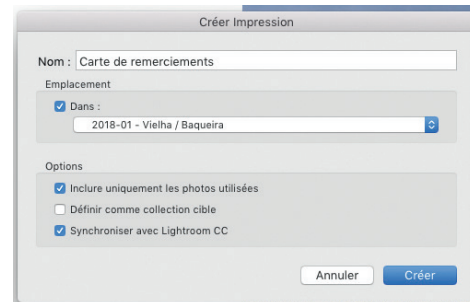 Créer Impression
Nom : Carte de remerciements
Emplacement
Dans :
2018-01 - Vielha / Baqueira
Options
Inclure uniquement les photos utilisées
Définir comme collection cible
Synchroniser avec Lightroom CC
Annuler Créer